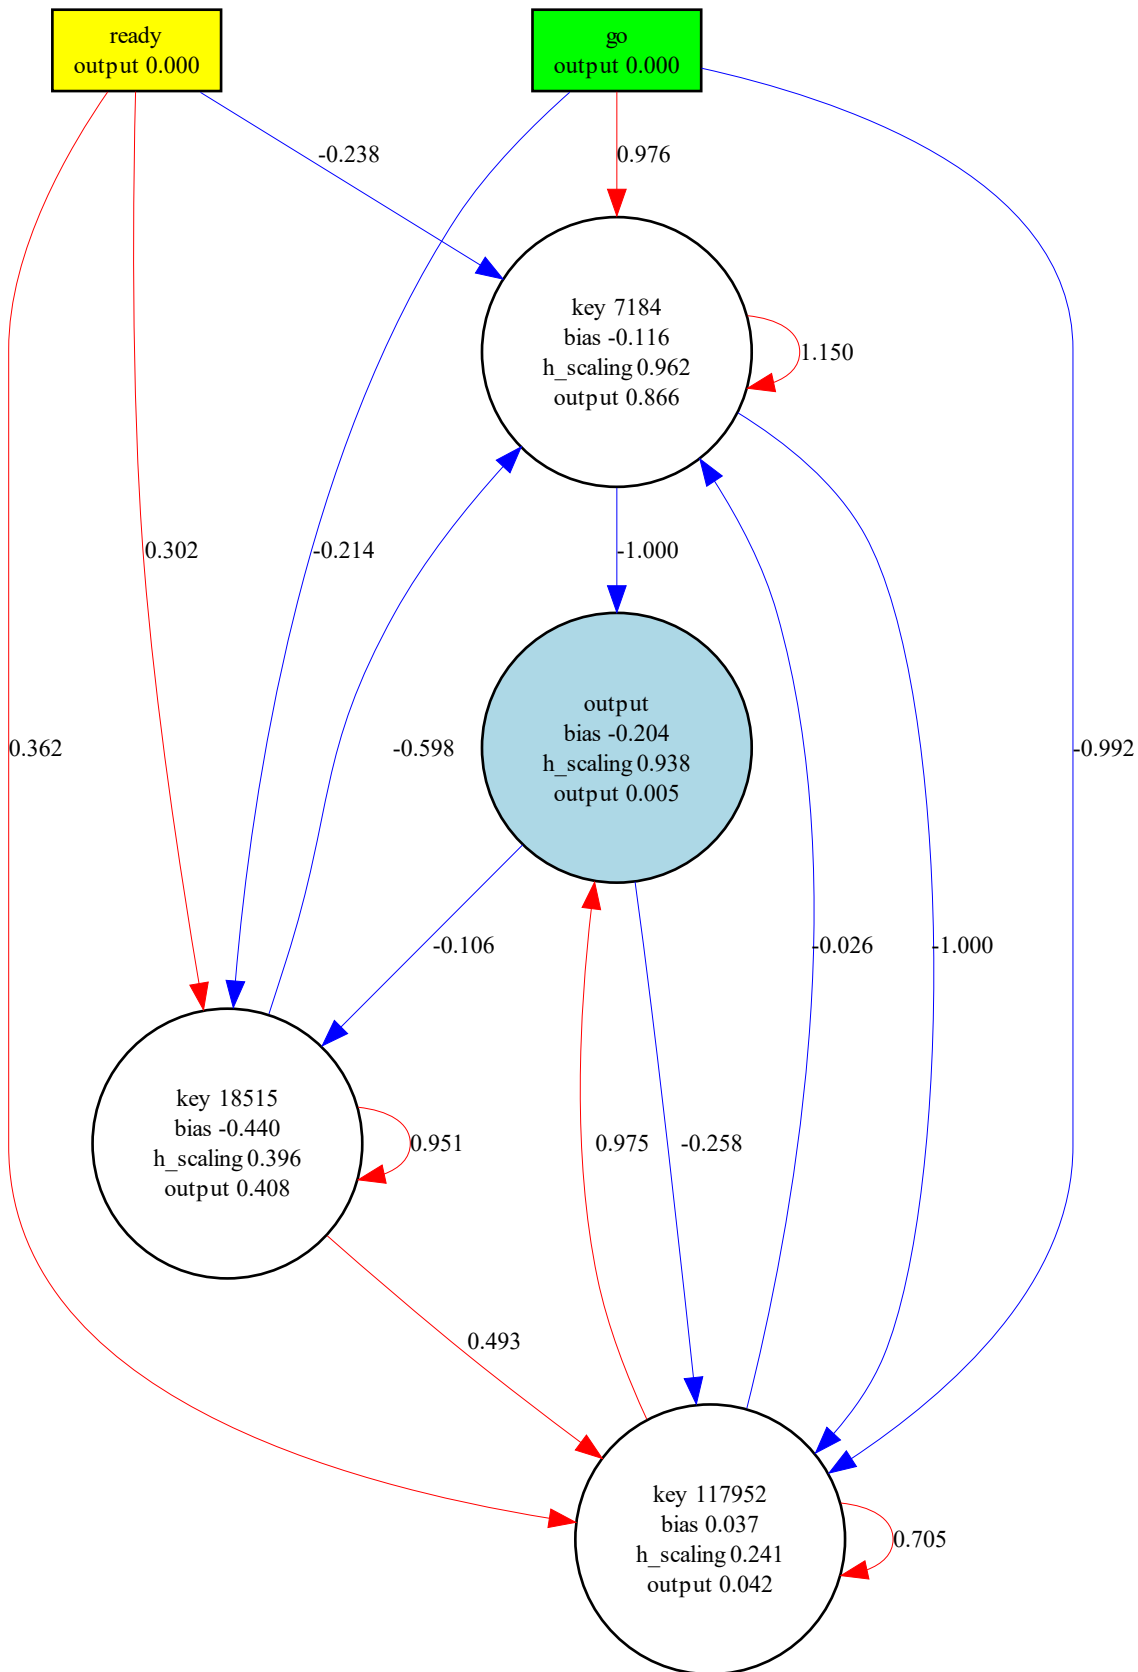 ready
output 0.000
go
output 0.000
-0.238
0.976
key 7184
bias -0.116
h_scaling 0.962
output 0.866
1.150
0.302
-0.214
-1.000
output
bias -0.204
h_scaling 0.938
output 0.005
0.362
-0.598
-0.992
-0.106
-0.026
-1.000
key 18515
bias -0.440
h_scaling 0.396
output 0.408
0.951
0.975
-0.258
0.493
key 117952
bias 0.037
h_scaling 0.241
output 0.042
0.705